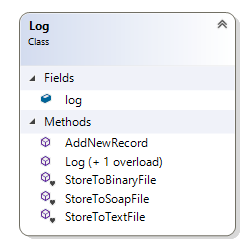 Log
Class
Fields
log
Methods
AddNewRecord
Log (+ 1 overload)
StoreToBinaryFile
StoreToSoapFile
StoreToTextFile